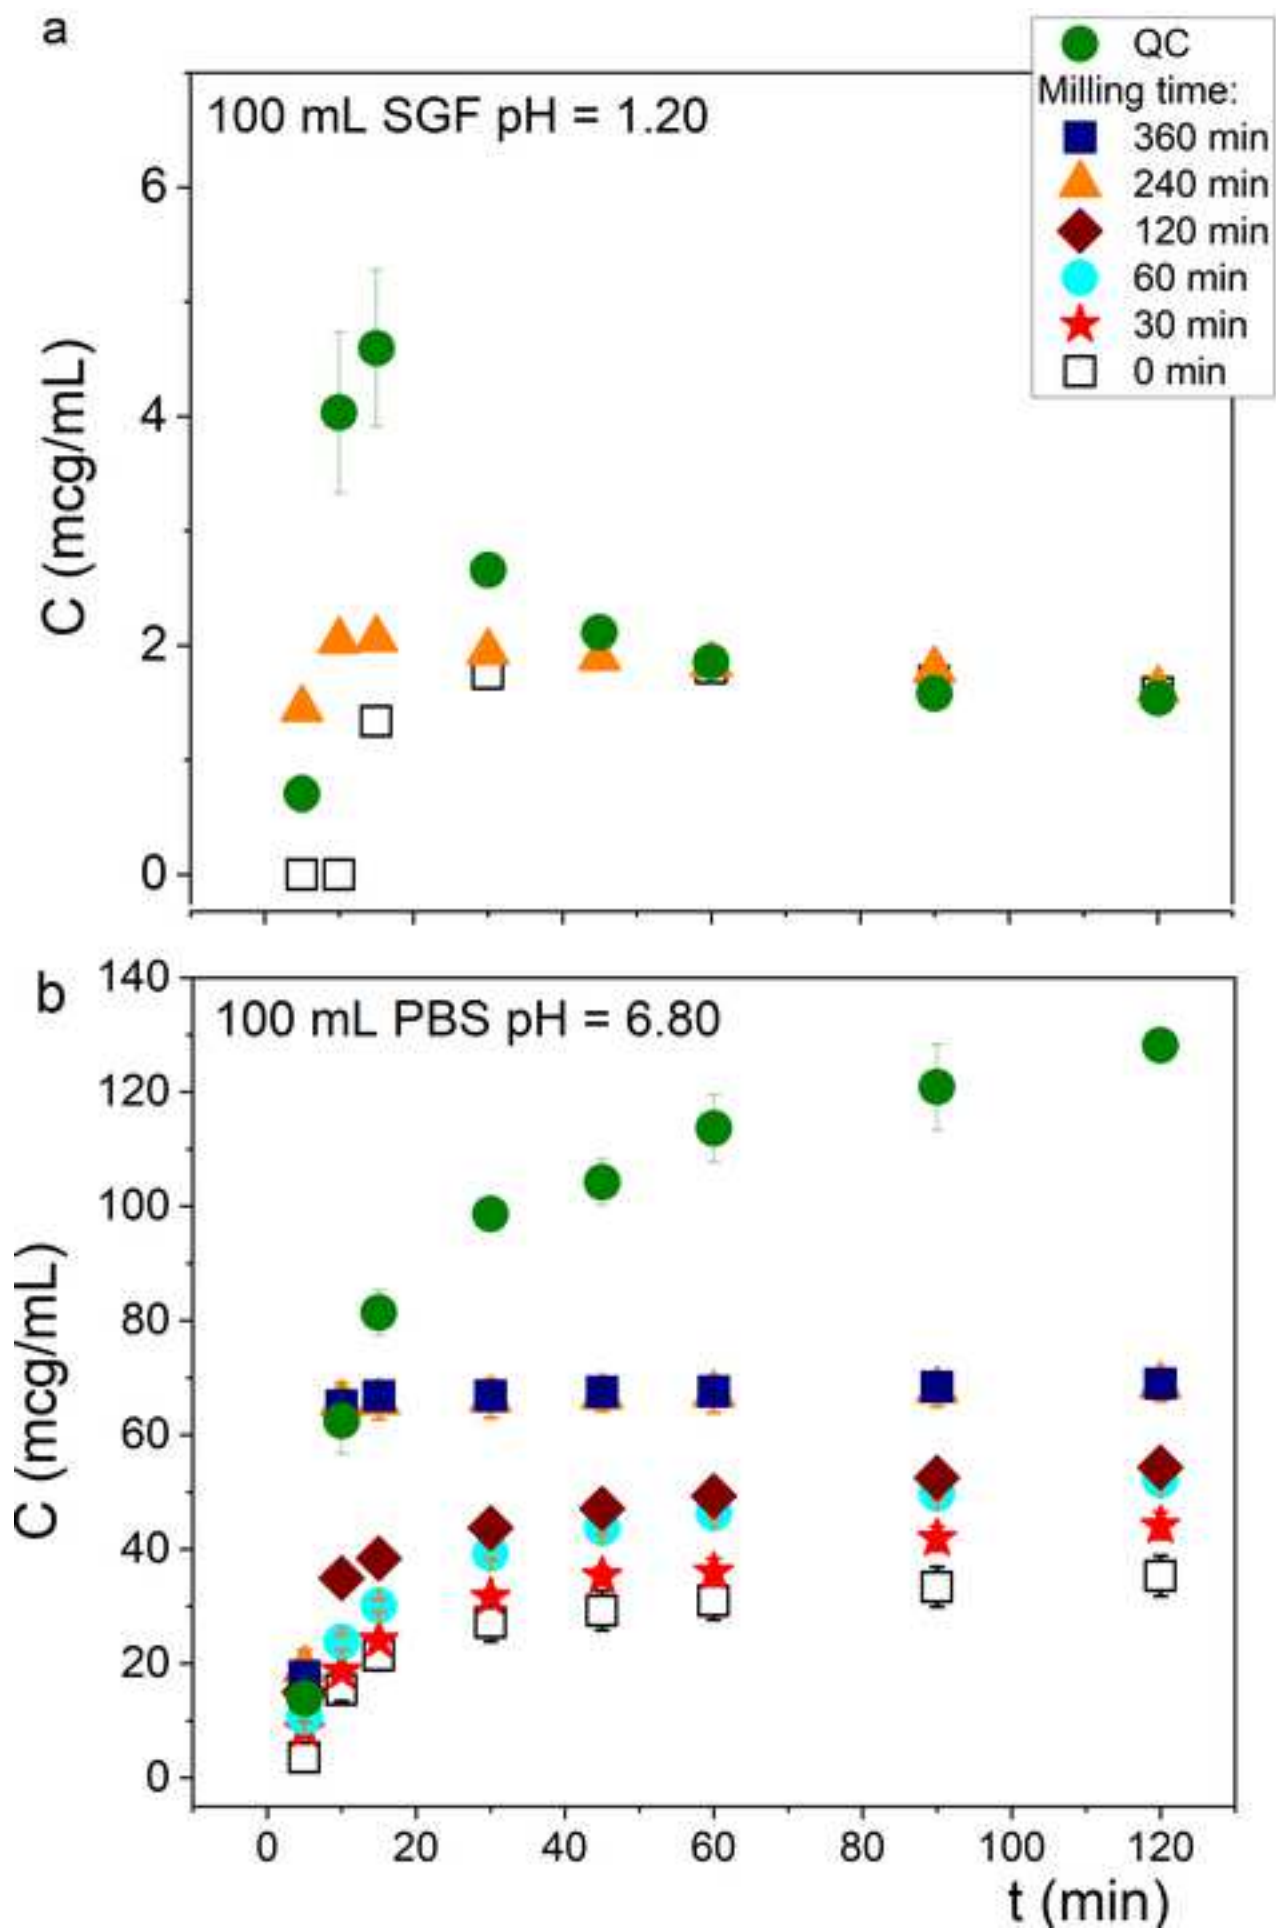 a
QC
Milling time:
360 min
240 min
120 min
60 min
30 min
0 min
100 mL SGF pH = 1.20
6
4
2
0
C (mcg/mL)
b
100 mL PBS pH = 6.80
140
120
100
80
60
40
20
0
C (mcg/mL)
0 20 40 60 80 100 120
t (min)